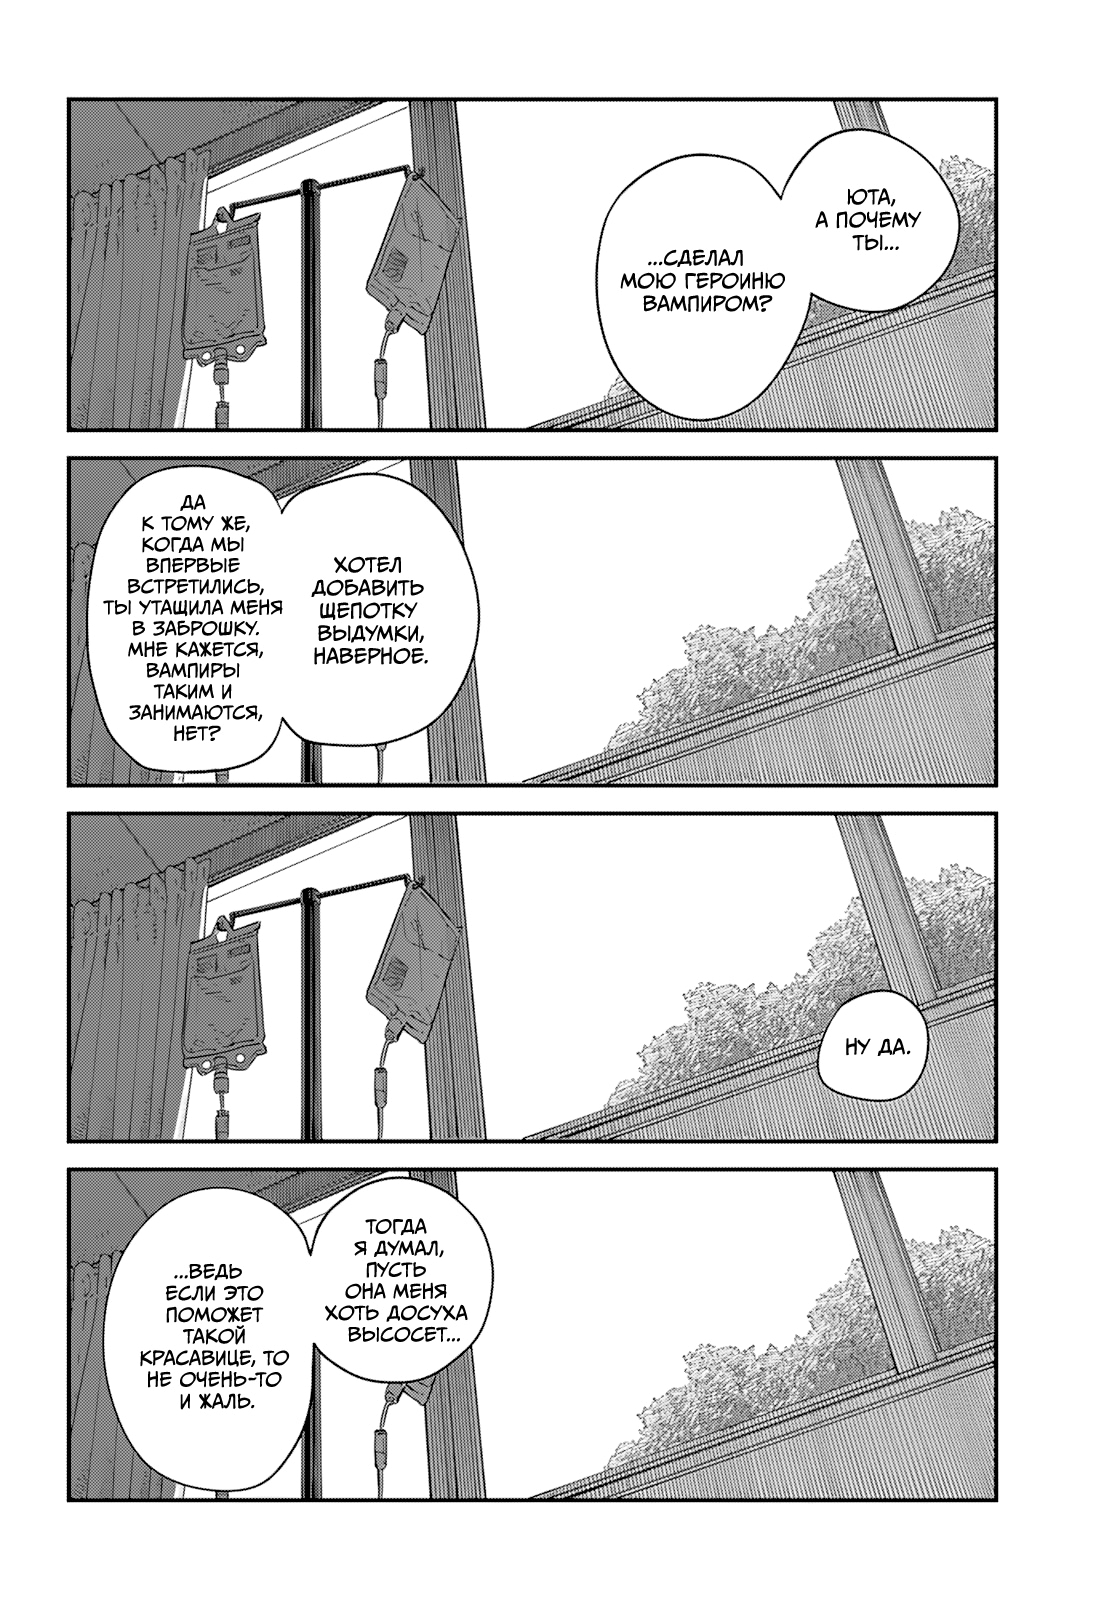 ЮТА,
А ПОЧЕМУ
ТЫ...
...СДЕЛАЛ
МОЮ ГЕРОИНЮ
ВАМПИРОМ?
ХОТЕЛ
ДОБАВИТЬ
ЩЕПОТКУ
ВЫДУМКИ,
НАВЕРНОЕ.
ДА
К ТОМУ ЖЕ,
КОГДА МЫ
ВПЕРВЫЕ
ВСТРЕТИЛИСЬ,
ТЫ УТАЩИЛА МЕНЯ
В ЗАБРОШКУ.
МНЕ КАЖЕТСЯ,
ВАМПИРЫ
ТАКИМ И
ЗАНИМАЮТСЯ,
НЕТ?
НУ ДА.
ТОГДА
Я ДУМАЛ,
ПУСТЬ
ОНА МЕНЯ
ХОТЬ ДОСУХА
ВЫСОСЕТ...
...ВЕДЬ
ЕСЛИ ЭТО
ПОМОЖЕТ
ТАКОЙ
КРАСАВИЦЕ, ТО
НЕ ОЧЕНЬ-ТО
И ЖАЛЬ.